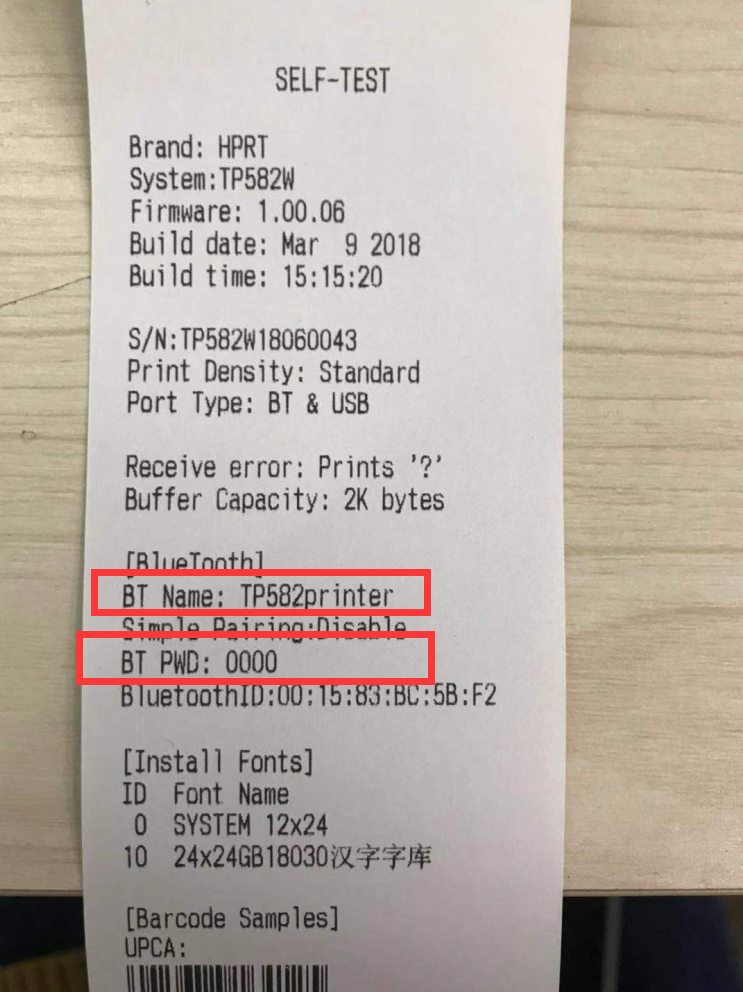 SELF-TEST
Brand: HPRT
System:TP582W
Firmware: 1.00.06
Build date: Mar  9 2018
Build time: 15:15:20
S/N:TP582W18060043
Print Density: Standard
Port Type: BT & USB
Receive error: Prints '?'
Buffer Capacity: 2K bytes
[BlueTooth]
BT Name: TP582printer
Simple Pairing:Disable
BT PWD: 0000
BluetoothID:00:15:83:BC:5B:F2
[Install Fonts]
ID  Font Name
0  SYSTEM 12x24
10  24x24GB18030汉字字库
[Barcode Samples]
UPCA: